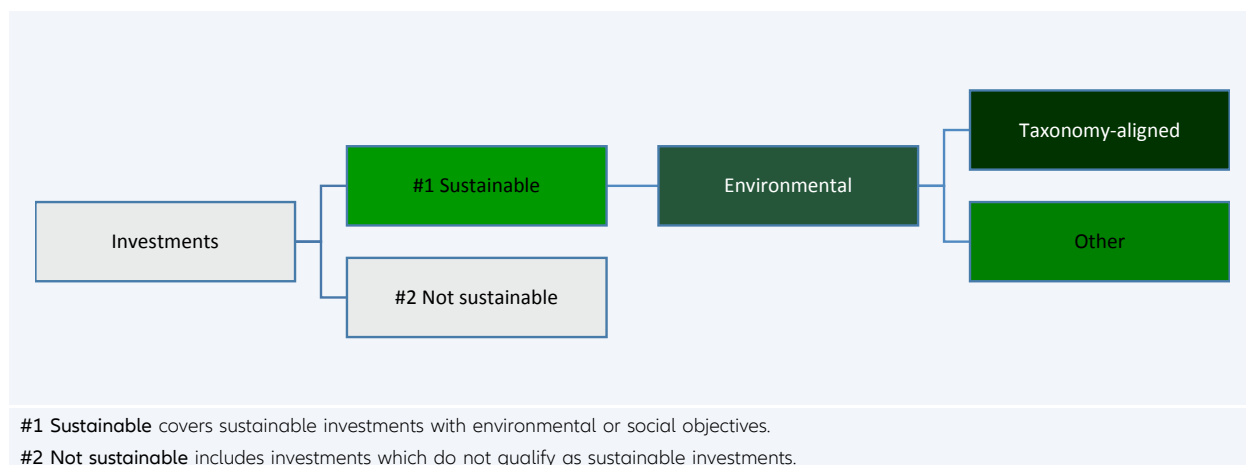 Taxonomy-aligned
#1 Sustainable
Environmental
Investments
Other
#2 Not sustainable
#1 Sustainable covers sustainable investments with environmental or social objectives.
#2 Not sustainable includes investments which do not qualify as sustainable investments.